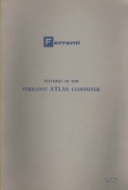 Ferranti
FEATURES OF THE
FERRANTI ATLAS COMPUTER